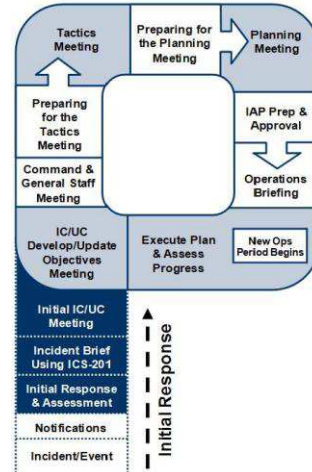 Tactics
Meeting
Preparing for
the Planning
Meeting
Planning
Meeting
Preparing
for the
Tactics
Meeting
IAP Prep &
Approval
Command &
General Staff
Meeting
Operations
Briefing
IC/UC
Develop/Update
Objectives
Meeting
Execute Plan
& Assess
Progress
New Ops
Period Begins
Initial IC/UC
Meeting
Incident Brief
Using ICS-201
Initial Response
& Assessment
Notifications
Incident/Event
Initial Response